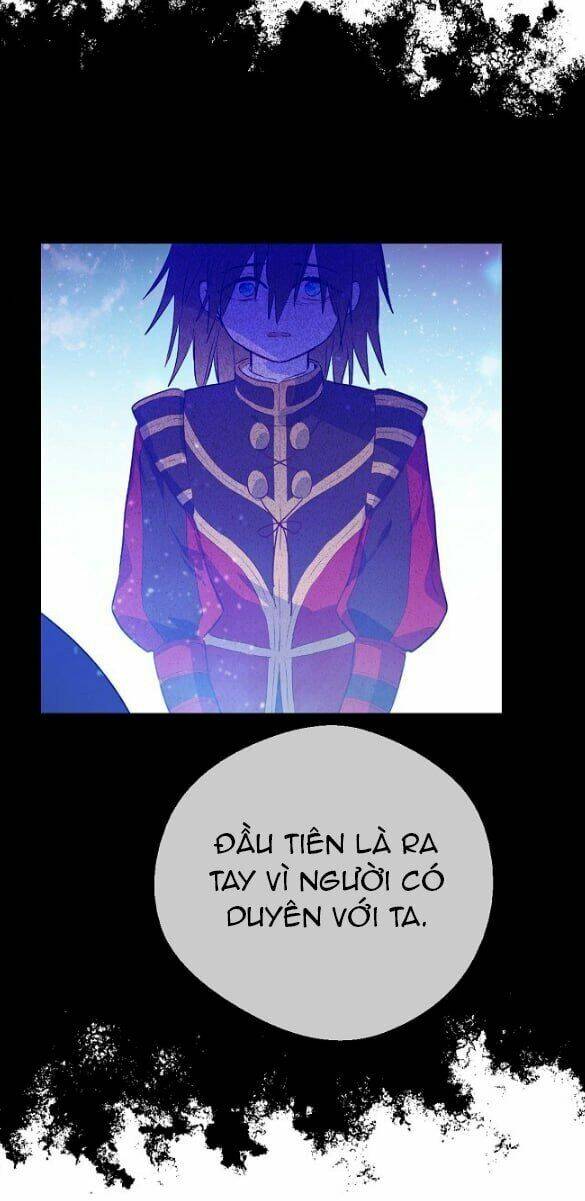 ĐẦU TIÊN LÀ RA
TAY VÌ NGƯỜI CÓ
DUYÊN VỚI TA.